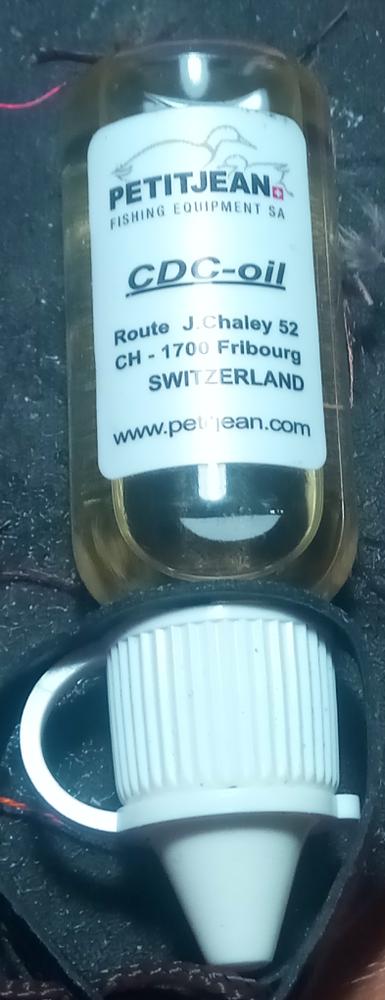 PETITJEAN
FISHING EQUIPMENT SA
CDC-oil
Route J.Chaley 52
CH - 1700 Fribourg
SWITZERLAND
www.petitjean.com